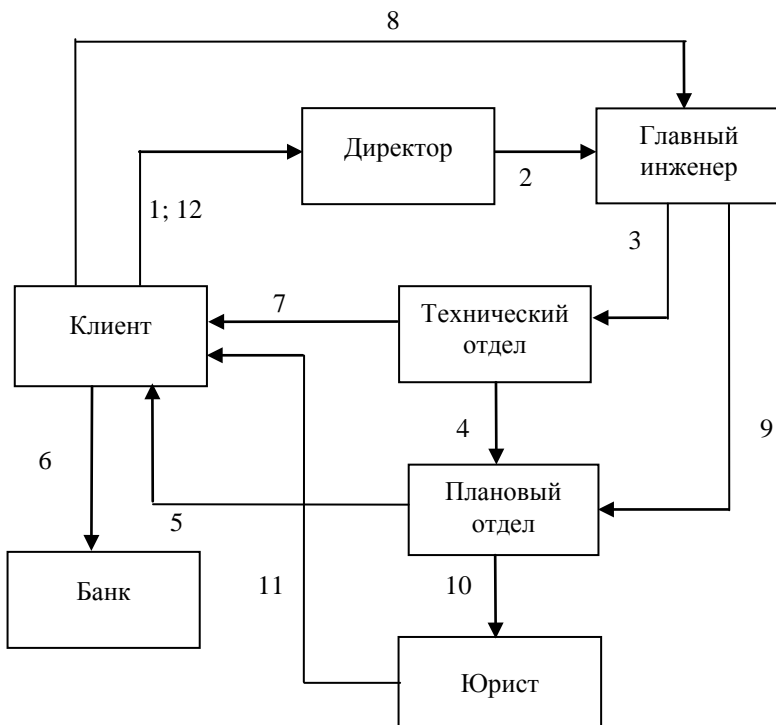 8
Директор
Главный
инженер
2
1; 12
3
Клиент
7
Технический
отдел
4
9
6
Плановый
отдел
5
Банк
11
10
Юрист